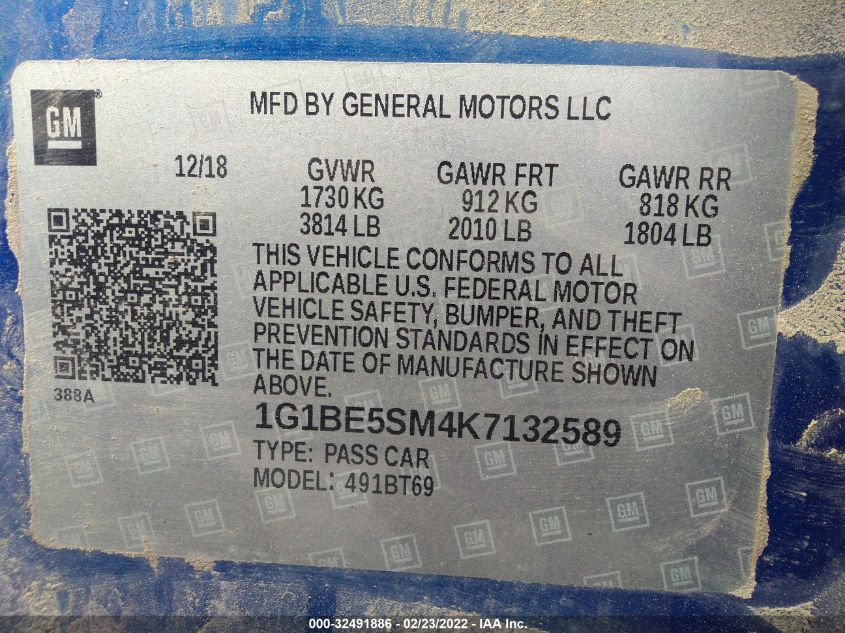 GM
MFD BY GENERAL MOTORS LLC
12/18 GVWR GAWR FRT GAWR RR
1730 KG 912 KG 818 KG
3814 LB 2010 LB 1804 LB
THIS VEHICLE CONFORMS TO ALL
APPLICABLE U.S. FEDERAL MOTOR
VEHICLE SAFETY, BUMPER, AND THEFT
PREVENTION STANDARDS IN EFFECT ON
THE DATE OF MANUFACTURE SHOWN
ABOVE.
388A
1G1BE5SM4K7132589
TYPE: PASS CAR
MODEL: 491BT69
000-32491886 - 02/23/2022 - IAA Inc.